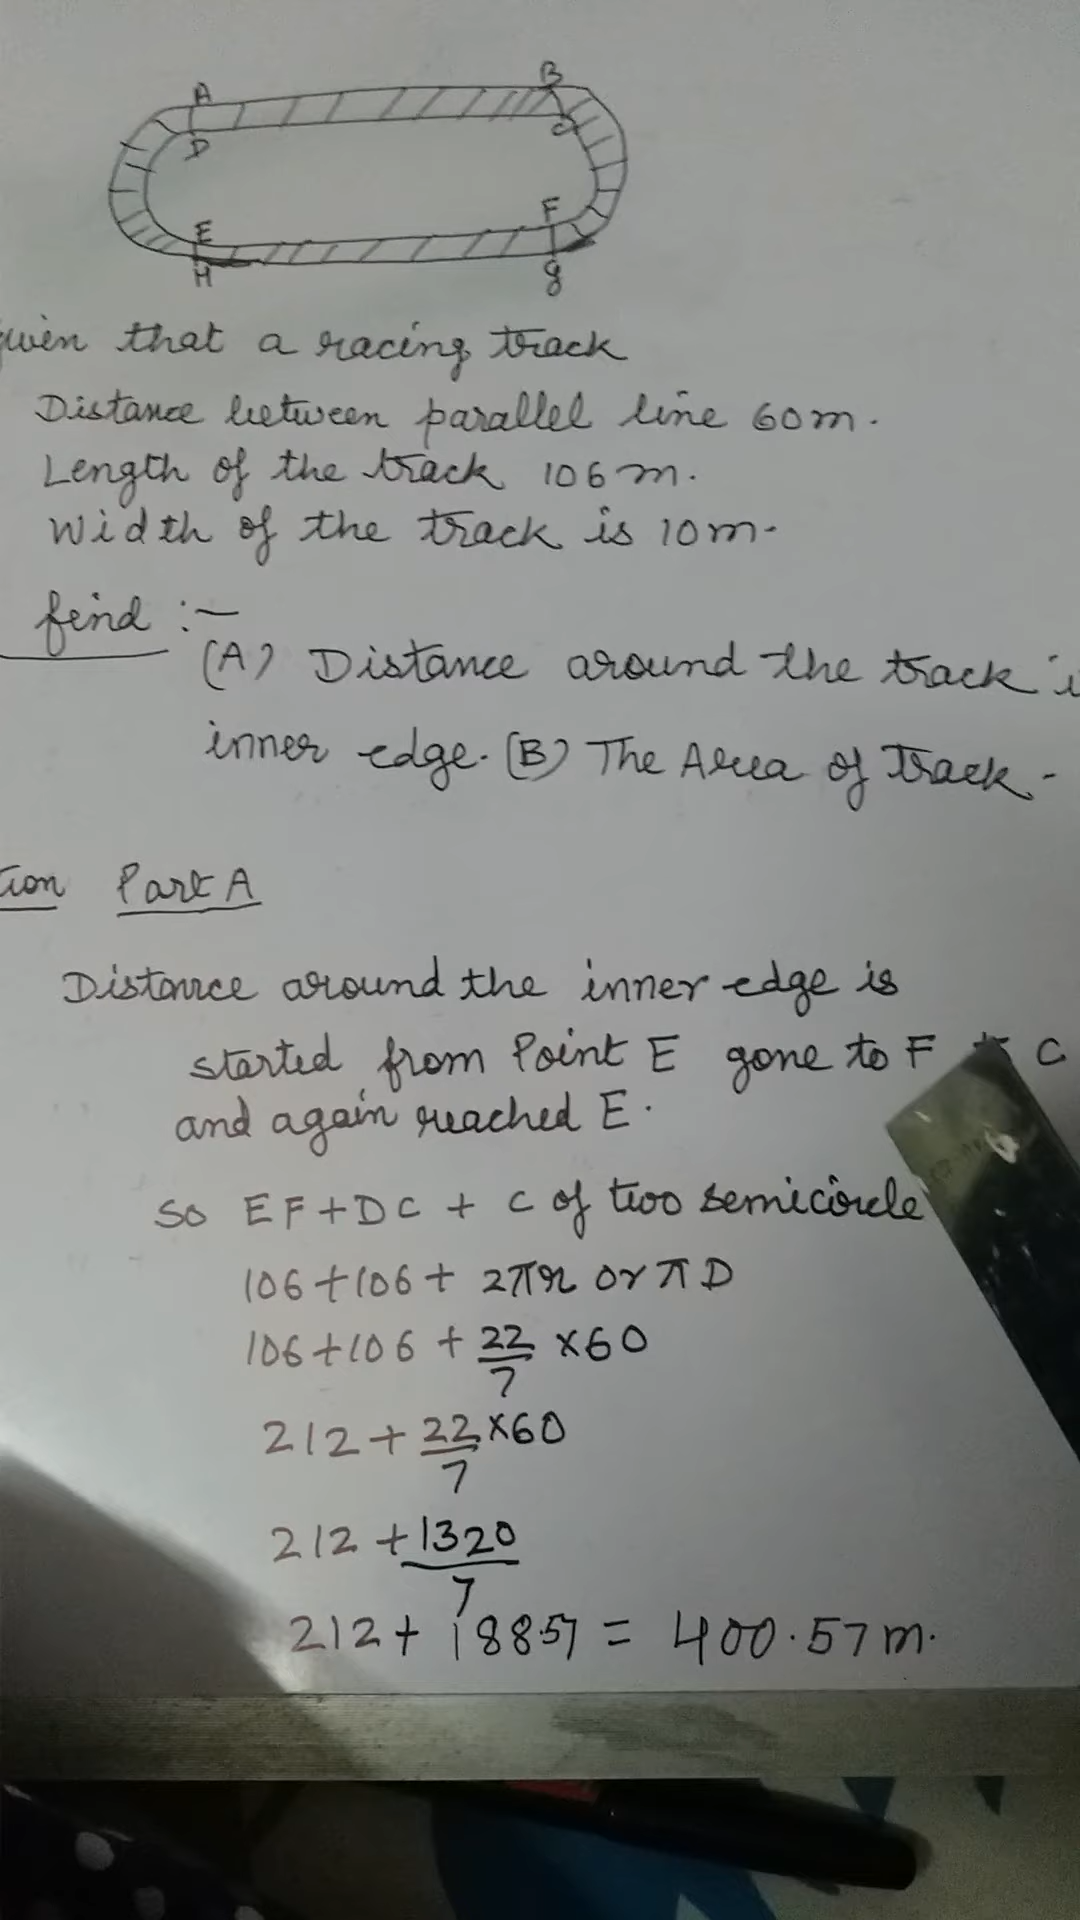 A
B
D
C
E
F
H
g
given that a racing track
Distance between parallel line 60m.
Length of the track 106m.
Width of the track is 10m.
find :-
(A) Distance around the track i
inner edge. (B) The Area of Track.
tion Part A
Distance around the inner edge is
started from Point E gone to F C
and again reached E.
So EF+DC + C of two semicircle
106+106+ 2πr or πD
106+106 + 22/7 ×60
212+ 22/7 ×60
212 + 1320/7
212+ 188.57 = 400.57m.